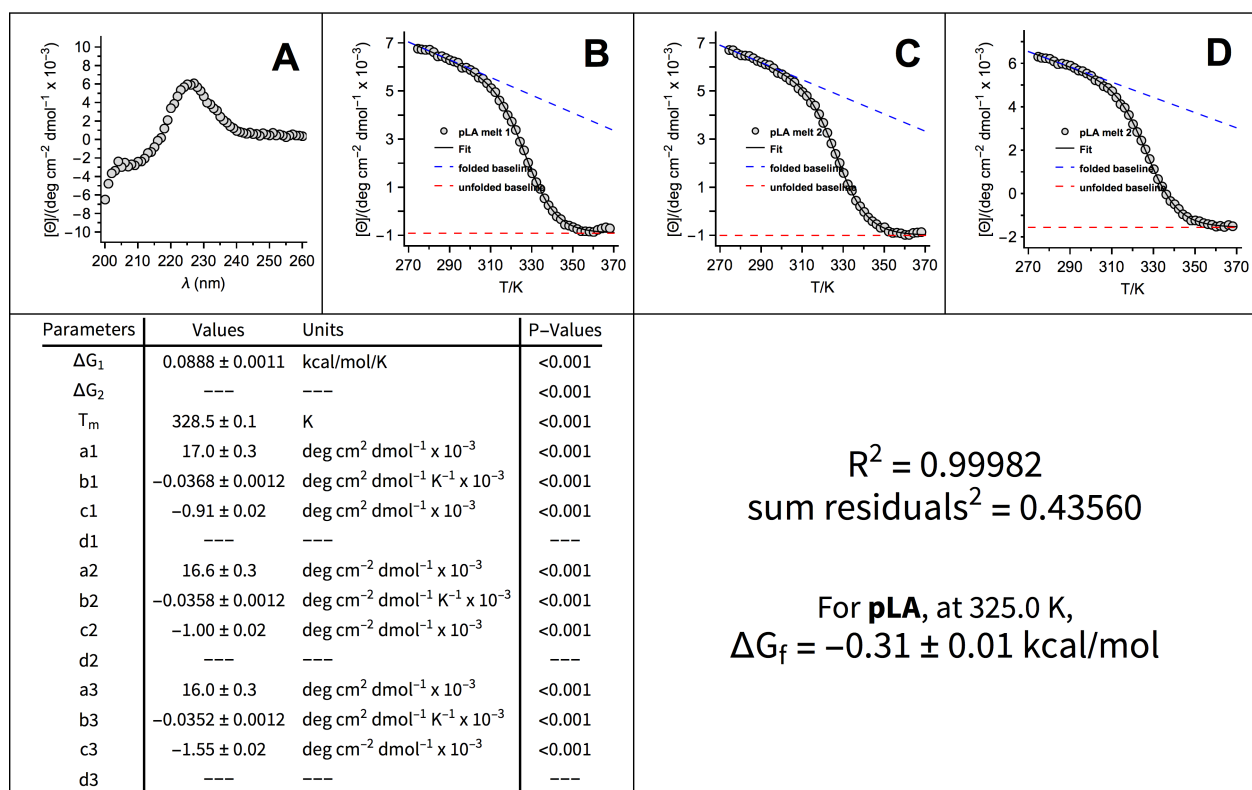 A
[Θ]/(deg cm⁻² dmol⁻¹ x 10⁻³)
10
8
6
4
2
0
−2
−4
−6
−8
−10
200 210 220 230 240 250 260
λ (nm)
B
[Θ]/(deg cm⁻² dmol⁻¹ x 10⁻³)
7
5
3
1
−1
pLA melt 1
Fit
folded baseline
unfolded baseline
270 290 310 330 350 370
T/K
C
[Θ]/(deg cm⁻² dmol⁻¹ x 10⁻³)
7
5
3
1
−1
pLA melt 2
Fit
folded baseline
unfolded baseline
270 290 310 330 350 370
T/K
D
[Θ]/(deg cm⁻² dmol⁻¹ x 10⁻³)
6
4
2
0
−2
pLA melt 2
Fit
folded baseline
unfolded baseline
270 290 310 330 350 370
T/K
Parameters Values Units P−Values
ΔG₁ 0.0888 ± 0.0011 kcal/mol/K <0.001
ΔG₂ −−− −−− <0.001
Tₘ 328.5 ± 0.1 K <0.001
a1 17.0 ± 0.3 deg cm² dmol⁻¹ x 10⁻³ <0.001
b1 −0.0368 ± 0.0012 deg cm² dmol⁻¹ K⁻¹ x 10⁻³ <0.001
c1 −0.91 ± 0.02 deg cm² dmol⁻¹ x 10⁻³ <0.001
d1 −−− −−− −−−
a2 16.6 ± 0.3 deg cm⁻² dmol⁻¹ x 10⁻³ <0.001
b2 −0.0358 ± 0.0012 deg cm⁻² dmol⁻¹ K⁻¹ x 10⁻³ <0.001
c2 −1.00 ± 0.02 deg cm⁻² dmol⁻¹ x 10⁻³ <0.001
d2 −−− −−− −−−
a3 16.0 ± 0.3 deg cm² dmol⁻¹ x 10⁻³ <0.001
b3 −0.0352 ± 0.0012 deg cm² dmol⁻¹ K⁻¹ x 10⁻³ <0.001
c3 −1.55 ± 0.02 deg cm⁻² dmol⁻¹ x 10⁻³ <0.001
d3 −−− −−− −−−
R² = 0.99982
sum residuals² = 0.43560
For pLA, at 325.0 K,
ΔG_f = −0.31 ± 0.01 kcal/mol